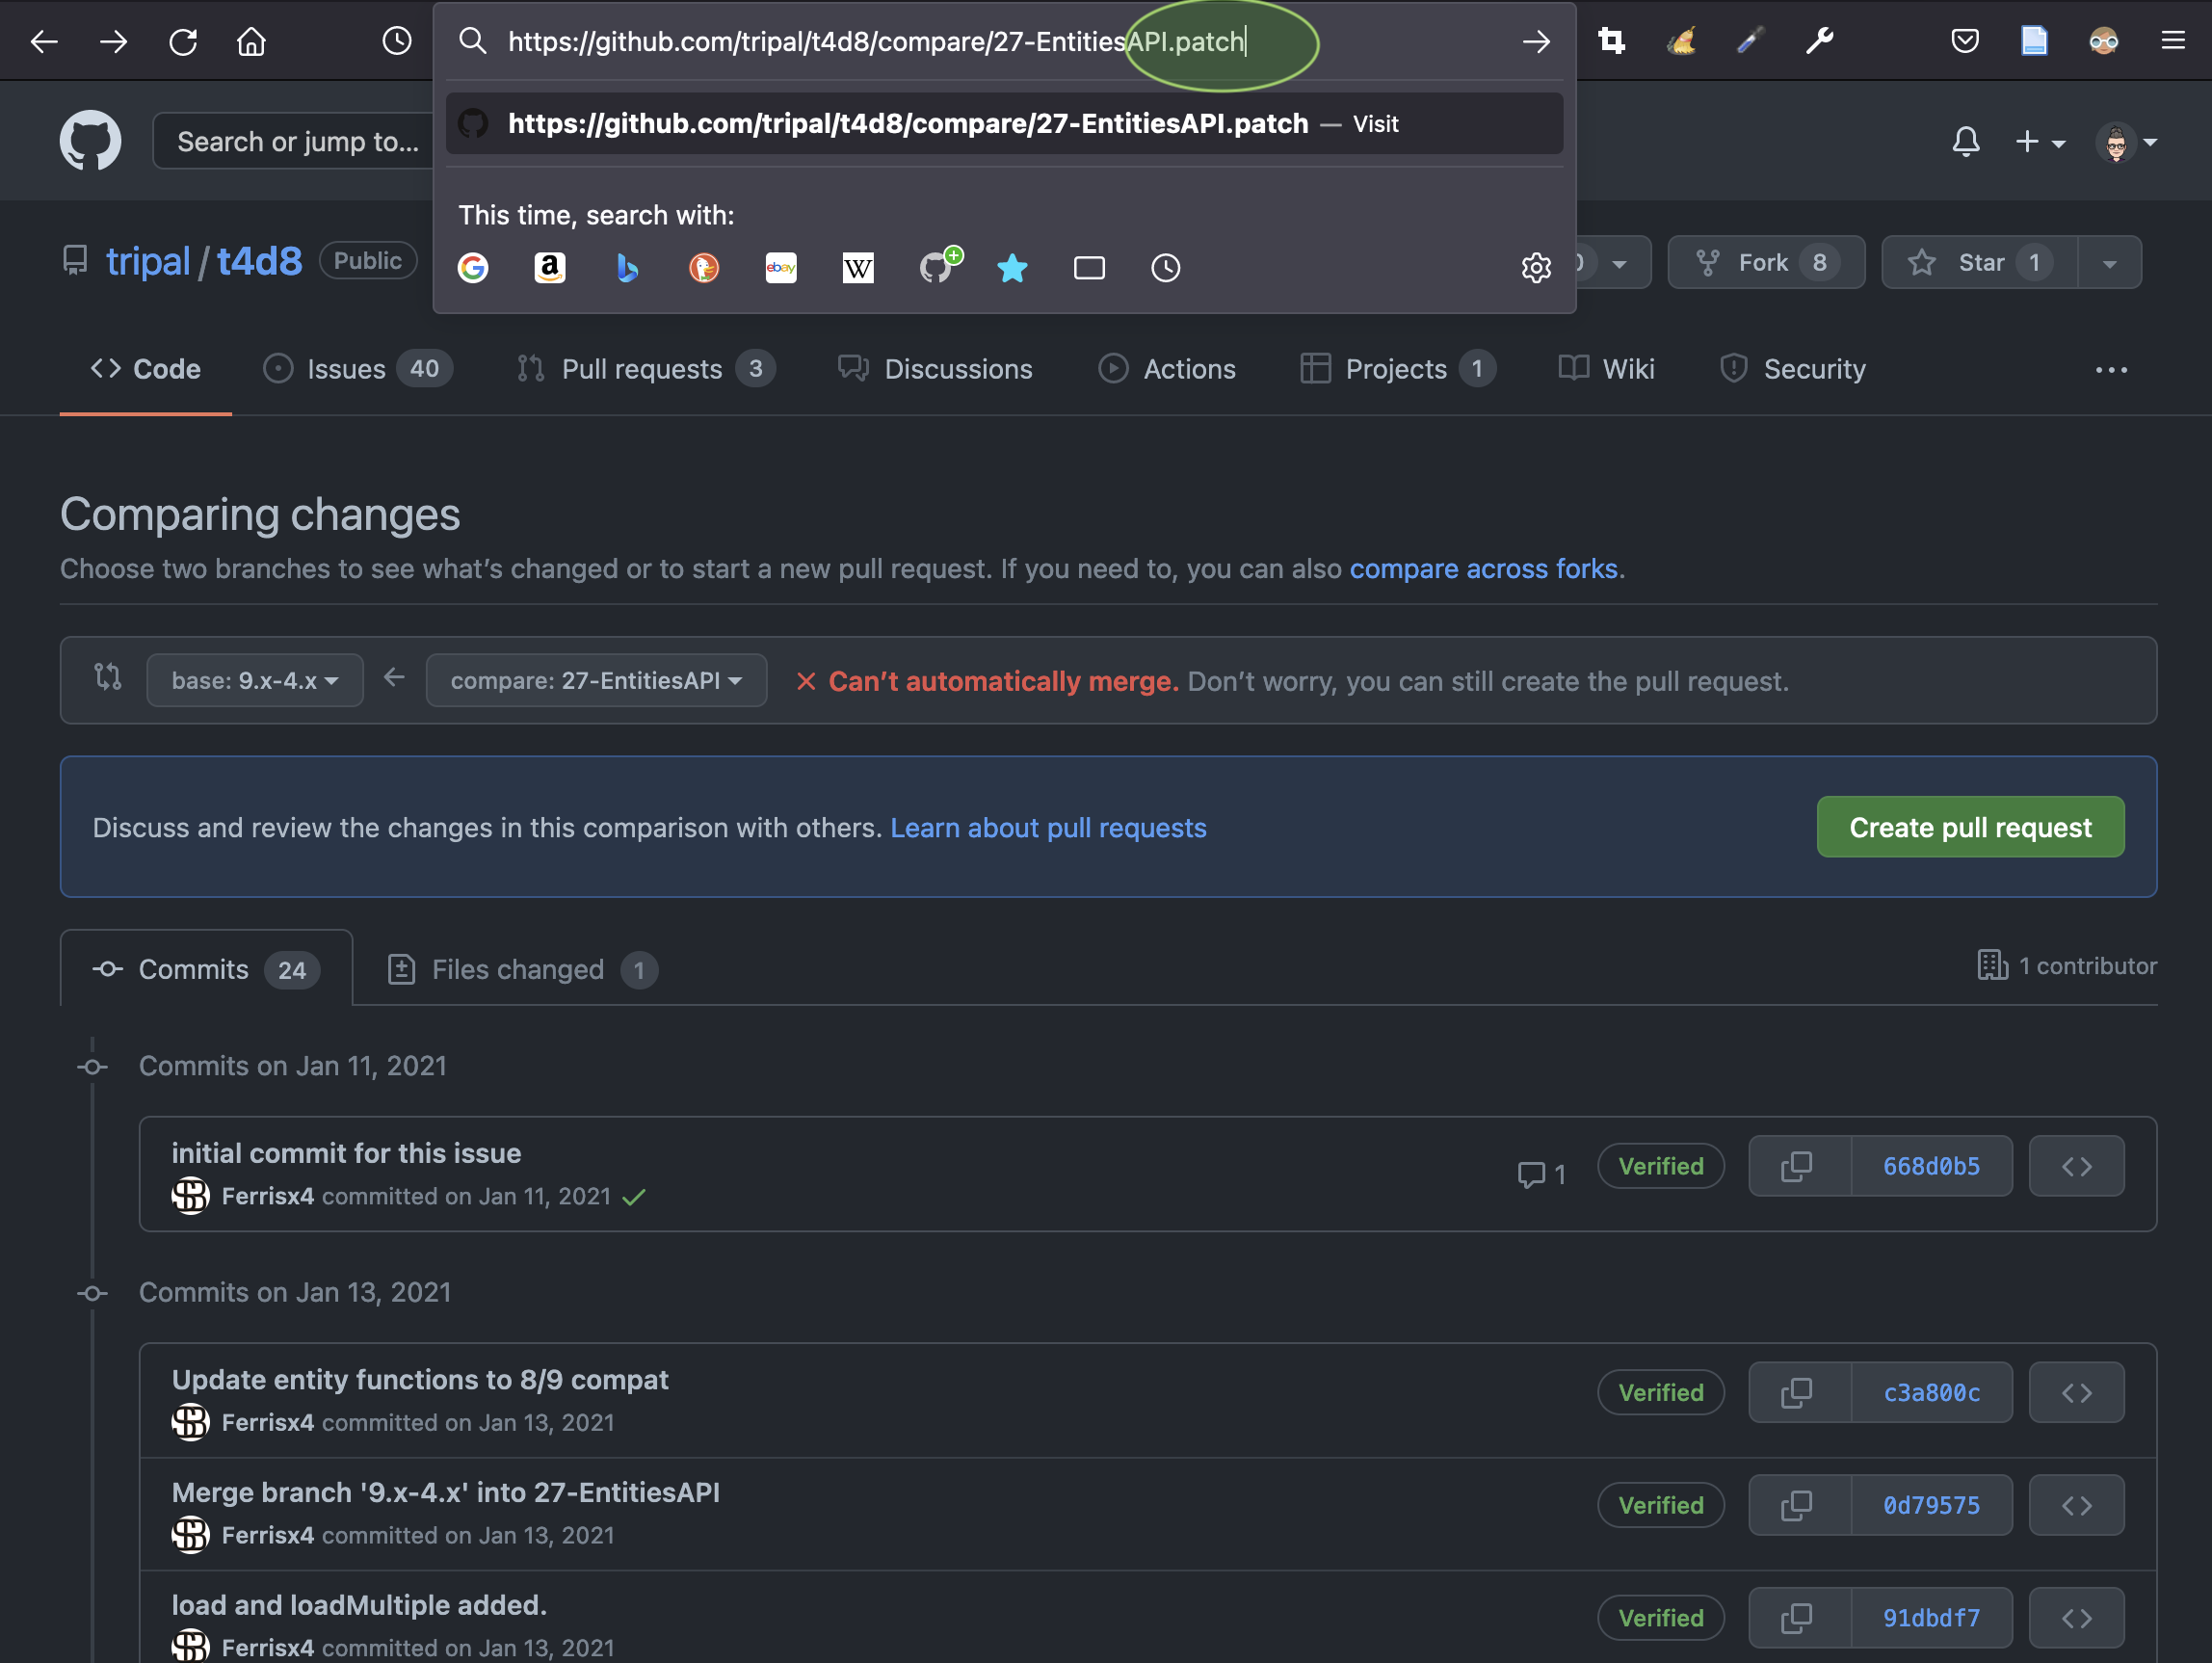 https://github.com/tripal/t4d8/compare/27-EntitiesAPI.patch
https://github.com/tripal/t4d8/compare/27-EntitiesAPI.patch — Visit
This time, search with:
a
ebay
W
Search or jump to...
tripal / t4d8 Public
Fork 8
Star 1
Code
Issues 40
Pull requests 3
Discussions
Actions
Projects 1
Wiki
Security
Comparing changes
Choose two branches to see what’s changed or to start a new pull request. If you need to, you can also compare across forks.
base: 9.x-4.x
compare: 27-EntitiesAPI
Can’t automatically merge. Don’t worry, you can still create the pull request.
Discuss and review the changes in this comparison with others. Learn about pull requests
Create pull request
Commits 24
Files changed 1
1 contributor
Commits on Jan 11, 2021
initial commit for this issue
Ferrisx4 committed on Jan 11, 2021
1
Verified
668d0b5
Commits on Jan 13, 2021
Update entity functions to 8/9 compat
Ferrisx4 committed on Jan 13, 2021
Verified
c3a800c
Merge branch '9.x-4.x' into 27-EntitiesAPI
Ferrisx4 committed on Jan 13, 2021
Verified
0d79575
load and loadMultiple added.
Ferrisx4 committed on Jan 13, 2021
Verified
91dbdf7